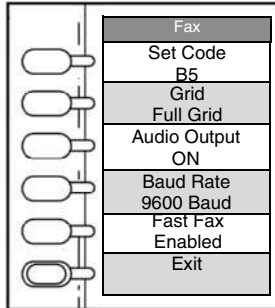 Fax
Set Code
B5
Grid
Full Grid
Audio Output
ON
Baud Rate
9600 Baud
Fast Fax
Enabled
Exit